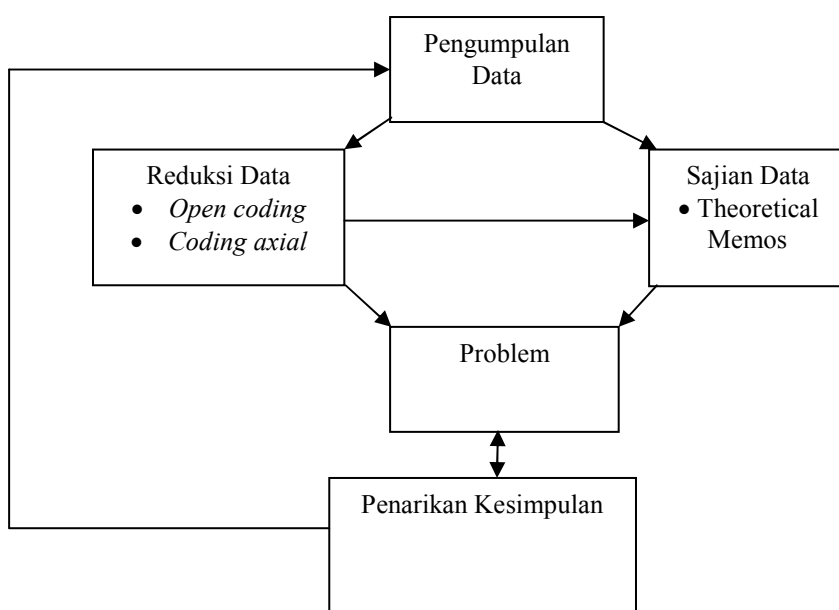 Pengumpulan
Data
Reduksi Data
• Open coding
• Coding axial
Sajian Data
• Theoretical
Memos
Problem
Penarikan Kesimpulan